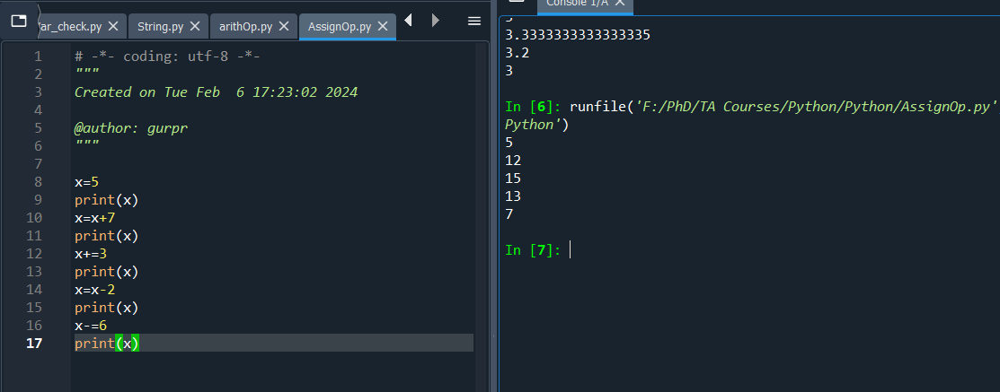 ar_check.py
String.py
arithOp.py
AssignOp.py
1 # -*- coding: utf-8 -*-
2 """
3 Created on Tue Feb  6 17:23:02 2024
4
5 @author: gurpr
6 """
7
8 x=5
9 print(x)
10 x=x+7
11 print(x)
12 x+=3
13 print(x)
14 x=x-2
15 print(x)
16 x-=6
17 print(x)
Console 1/A
3.3333333333333335
3.2
3
In [6]: runfile('F:/PhD/TA Courses/Python/Python/AssignOp.py'
Python')
5
12
15
13
7
In [7]: